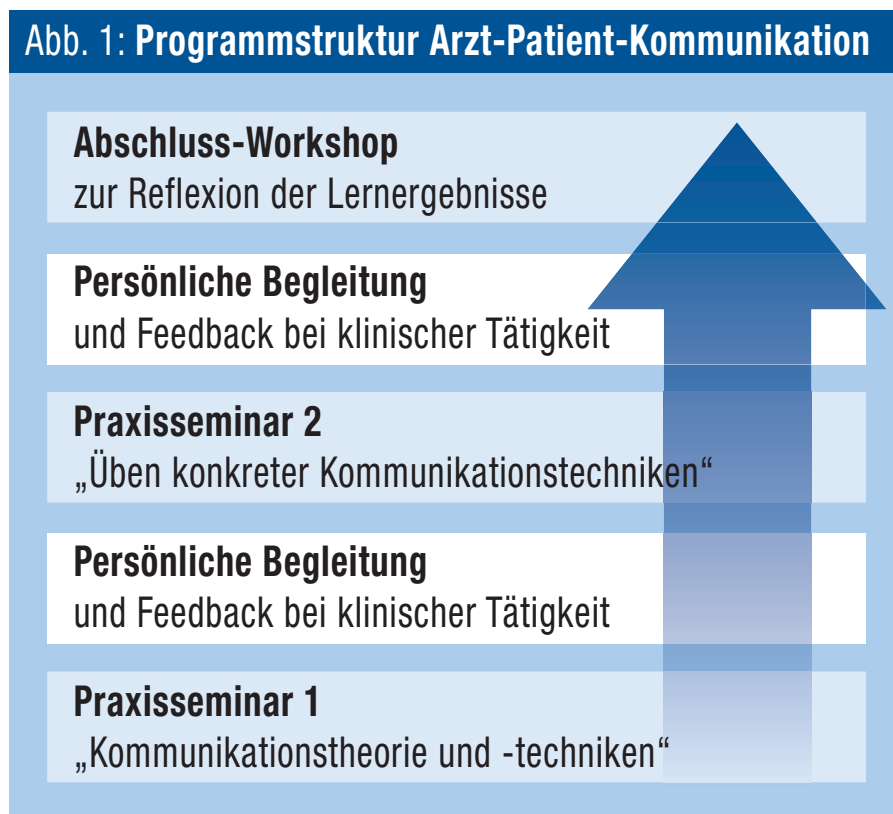 Abb. 1: Programmstruktur Arzt-Patient-Kommunikation
Abschluss-Workshop
zur Reflexion der Lernergebnisse
Persönliche Begleitung
und Feedback bei klinischer Tätigkeit
Praxisseminar 2
„Üben konkreter Kommunikationstechniken“
Persönliche Begleitung
und Feedback bei klinischer Tätigkeit
Praxisseminar 1
„Kommunikationstheorie und -techniken“